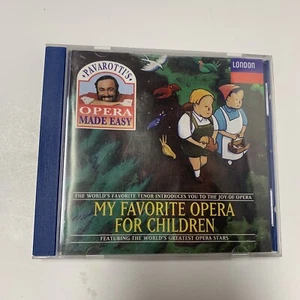 PAVAROTTI'S
OPERA
MADE EASY
LONDON
THE WORLD'S FAVORITE TENOR INTRODUCES YOU TO THE JOY OF OPERA
MY FAVORITE OPERA
FOR CHILDREN
FEATURING THE WORLD'S GREATEST OPERA STARS